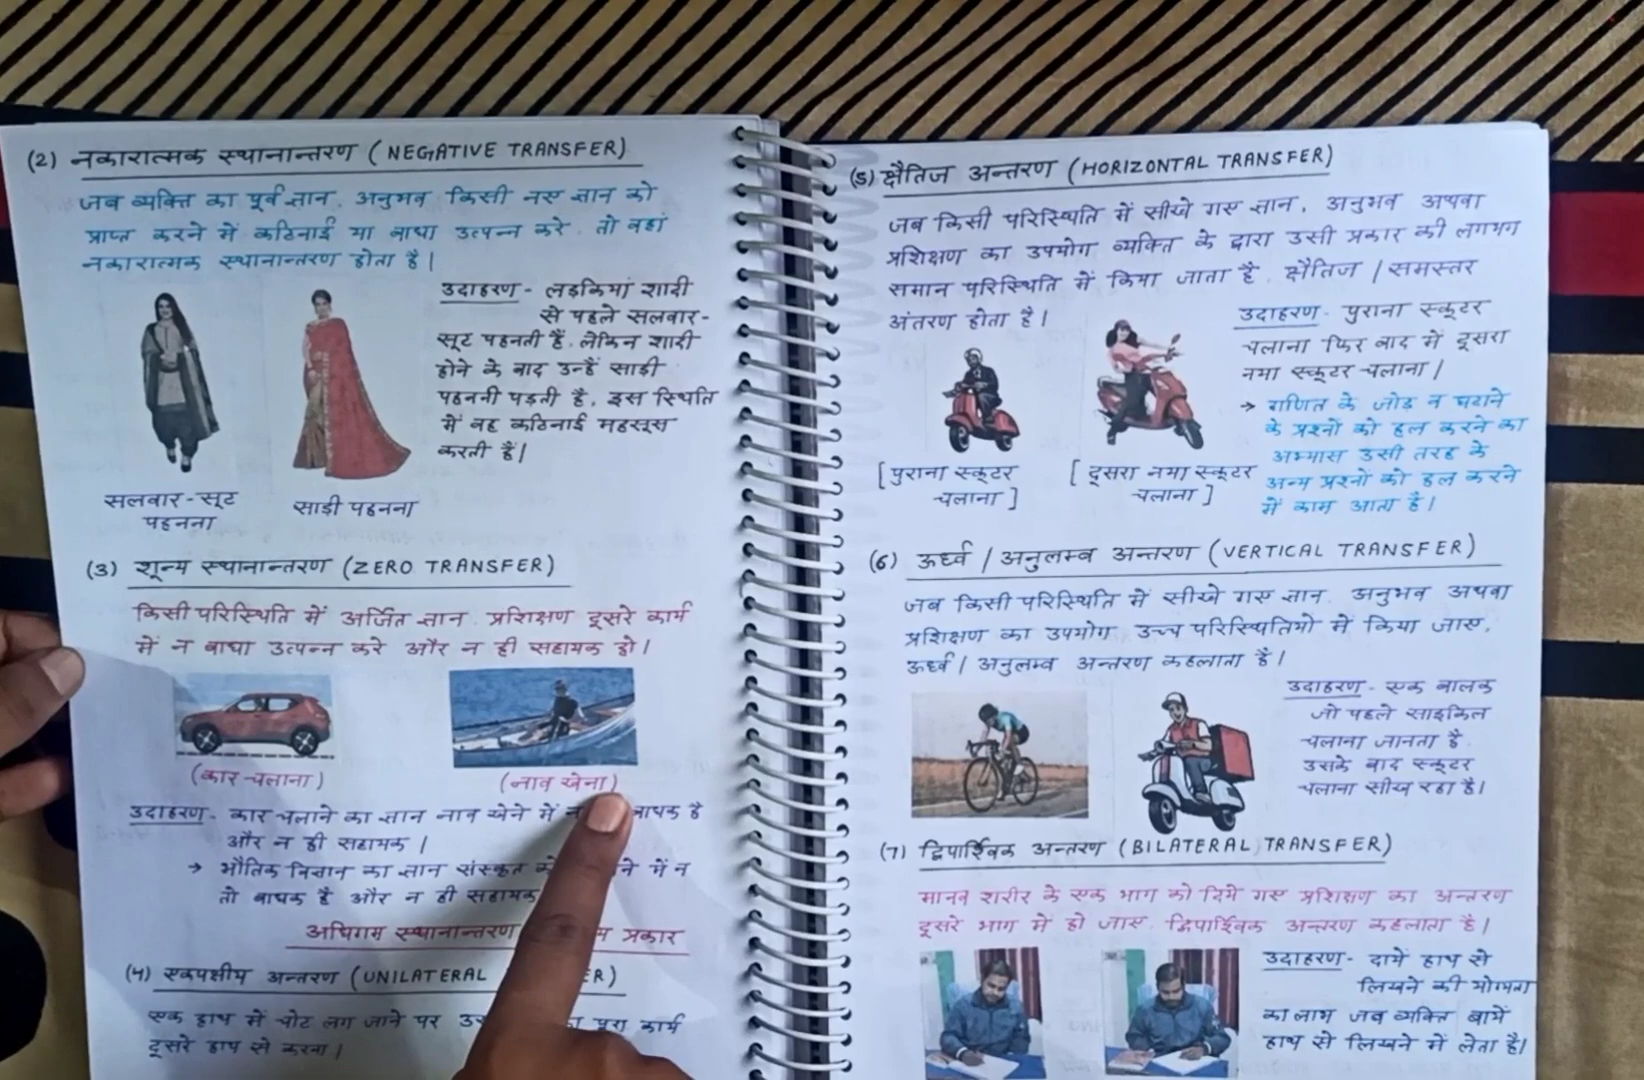 (2) नकारात्मक स्थानान्तरण (NEGATIVE TRANSFER)
जब व्यक्ति का पूर्व ज्ञान, अनुभव किसी नए ज्ञान को
प्राप्त करने में कठिनाई या बाधा उत्पन्न करे, तो वहां
नकारात्मक स्थानान्तरण होता है।
उदाहरण - लड़कियां शादी
से पहले सलवार-
सूट पहनती हैं, लेकिन शादी
होने के बाद उन्हें साड़ी
पहननी पड़ती है, इस स्थिति
में वह कठिनाई महसूस
करती हैं।
सलवार-सूट
पहनना
साड़ी पहनना
(3) शून्य स्थानान्तरण (ZERO TRANSFER)
किसी परिस्थिति में अर्जित ज्ञान, प्रशिक्षण दूसरे कार्य
में न बाधा उत्पन्न करे और न ही सहायक हो।
(कार चलाना)
(नाव खेना)
उदाहरण - कार चलाने का ज्ञान नाव खेने में बाधक है
और न ही सहायक।
→ भौतिक विज्ञान का ज्ञान संस्कृत में न
तो बाधक है और न ही सहायक
अधिगम स्थानान्तरण प्रकार
(4) एकपक्षीय अन्तरण (UNILATERAL
एक हाथ में चोट लग जाने पर पूरा कार्य
दूसरे हाथ से करना।
(5) क्षैतिज अन्तरण (HORIZONTAL TRANSFER)
जब किसी परिस्थिति में सीखे गए ज्ञान, अनुभव अथवा
प्रशिक्षण का उपयोग व्यक्ति के द्वारा उसी प्रकार की लगभग
समान परिस्थिति में किया जाता है, क्षैतिज / समस्तर
अंतरण होता है।
उदाहरण - पुराना स्कूटर
चलाना फिर बाद में दूसरा
नया स्कूटर चलाना।
→ गणित के जोड़ न घटाने
के प्रश्नों को हल करने का
अभ्यास उसी तरह के
अन्य प्रश्नों को हल करने
में काम आता है।
[पुराना स्कूटर
चलाना]
[दूसरा नया स्कूटर
चलाना]
(6) ऊर्ध्व / अनुलम्ब अन्तरण (VERTICAL TRANSFER)
जब किसी परिस्थिति में सीखे गए ज्ञान, अनुभव अथवा
प्रशिक्षण का उपयोग उच्च परिस्थितियों में किया जाए,
ऊर्ध्व / अनुलम्ब अन्तरण कहलाता है।
उदाहरण - एक बालक
जो पहले साइकिल
चलाना जानता है,
उसके बाद स्कूटर
चलाना सीख रहा है।
(7) द्विपार्श्विक अन्तरण (BILATERAL TRANSFER)
मानव शरीर के एक भाग को दिये गए प्रशिक्षण का अन्तरण
दूसरे भाग में हो जाए, द्विपार्श्विक अन्तरण कहलाता है।
उदाहरण - दायें हाथ से
लिखने की योग्यता
का लाभ जब व्यक्ति बायें
हाथ से लिखने में लेता है।